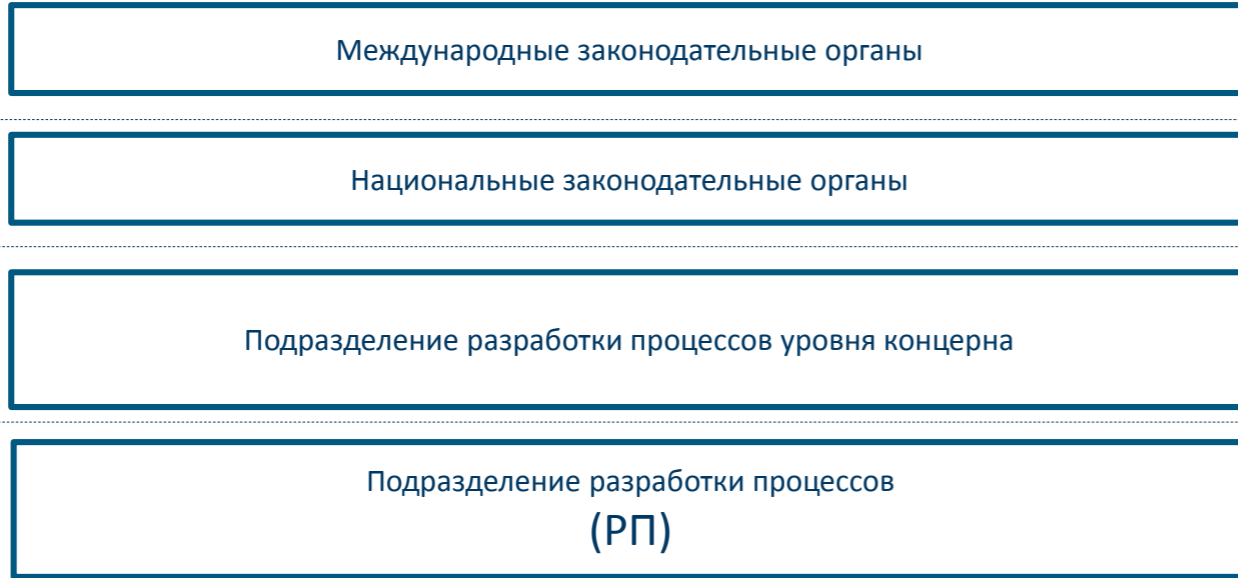 Международные законодательные органы
Национальные законодательные органы
Подразделение разработки процессов уровня концерна
Подразделение разработки процессов
(РП)